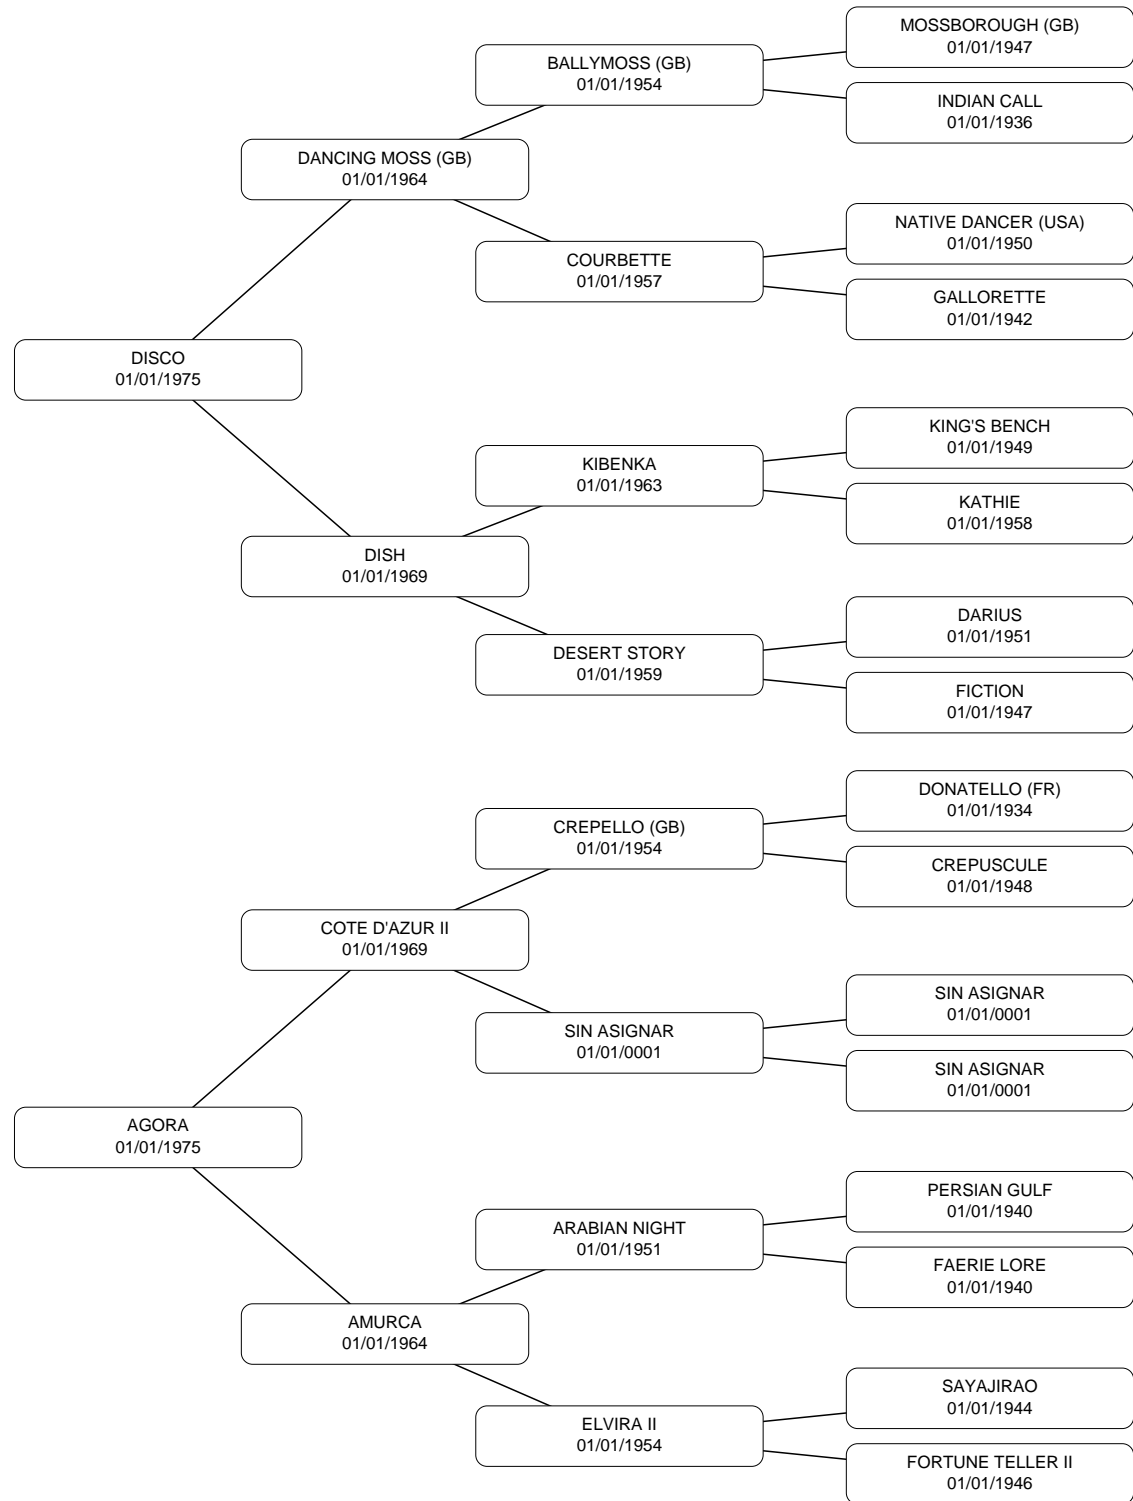 MOSSBOROUGH (GB)
01/01/1947
BALLYMOSS (GB)
01/01/1954
INDIAN CALL
01/01/1936
DANCING MOSS (GB)
01/01/1964
NATIVE DANCER (USA)
01/01/1950
COURBETTE
01/01/1957
GALLORETTE
01/01/1942
DISCO
01/01/1975
KING'S BENCH
01/01/1949
KIBENKA
01/01/1963
KATHIE
01/01/1958
DISH
01/01/1969
DARIUS
01/01/1951
DESERT STORY
01/01/1959
FICTION
01/01/1947
DONATELLO (FR)
01/01/1934
CREPELLO (GB)
01/01/1954
CREPUSCULE
01/01/1948
COTE D'AZUR II
01/01/1969
SIN ASIGNAR
01/01/0001
SIN ASIGNAR
01/01/0001
SIN ASIGNAR
01/01/0001
AGORA
01/01/1975
PERSIAN GULF
01/01/1940
ARABIAN NIGHT
01/01/1951
FAERIE LORE
01/01/1940
AMURCA
01/01/1964
SAYAJIRAO
01/01/1944
ELVIRA II
01/01/1954
FORTUNE TELLER II
01/01/1946